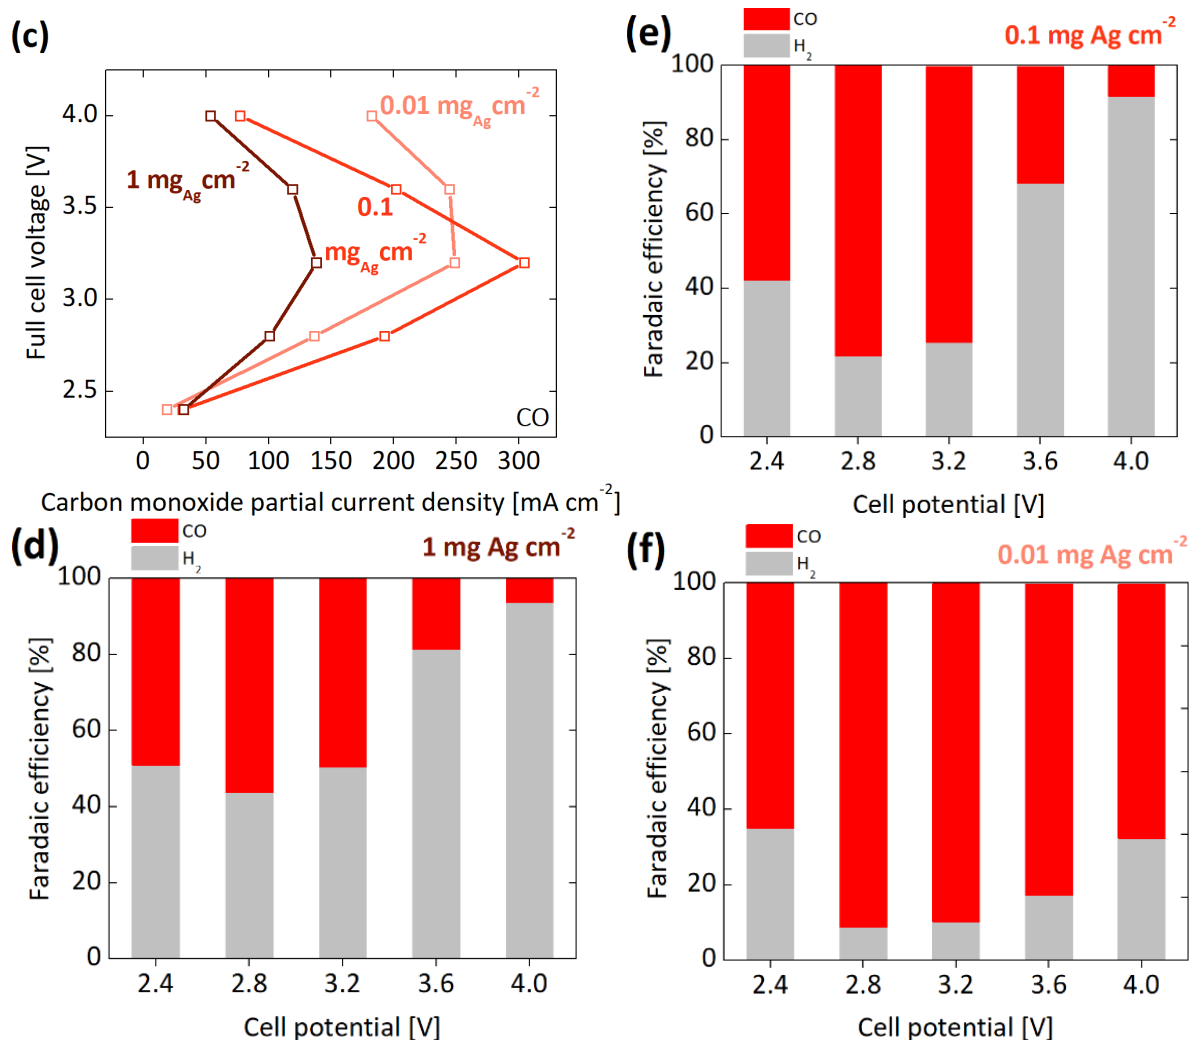 (c)
4.0
3.5
3.0
2.5
Full cell voltage [V]
0.01 mg_Ag cm⁻²
1 mg_Ag cm⁻²
0.1
mg_Ag cm⁻²
CO
0 50 100 150 200 250 300
Carbon monoxide partial current density [mA cm⁻²]
(e)
CO
H₂
0.1 mg Ag cm⁻²
100
80
60
40
20
0
Faradaic efficiency [%]
2.4 2.8 3.2 3.6 4.0
Cell potential [V]
(d)
CO
H₂
1 mg Ag cm⁻²
100
80
60
40
20
0
Faradaic efficiency [%]
2.4 2.8 3.2 3.6 4.0
Cell potential [V]
(f)
CO
H₂
0.01 mg Ag cm⁻²
100
80
60
40
20
0
Faradaic efficiency [%]
2.4 2.8 3.2 3.6 4.0
Cell potential [V]